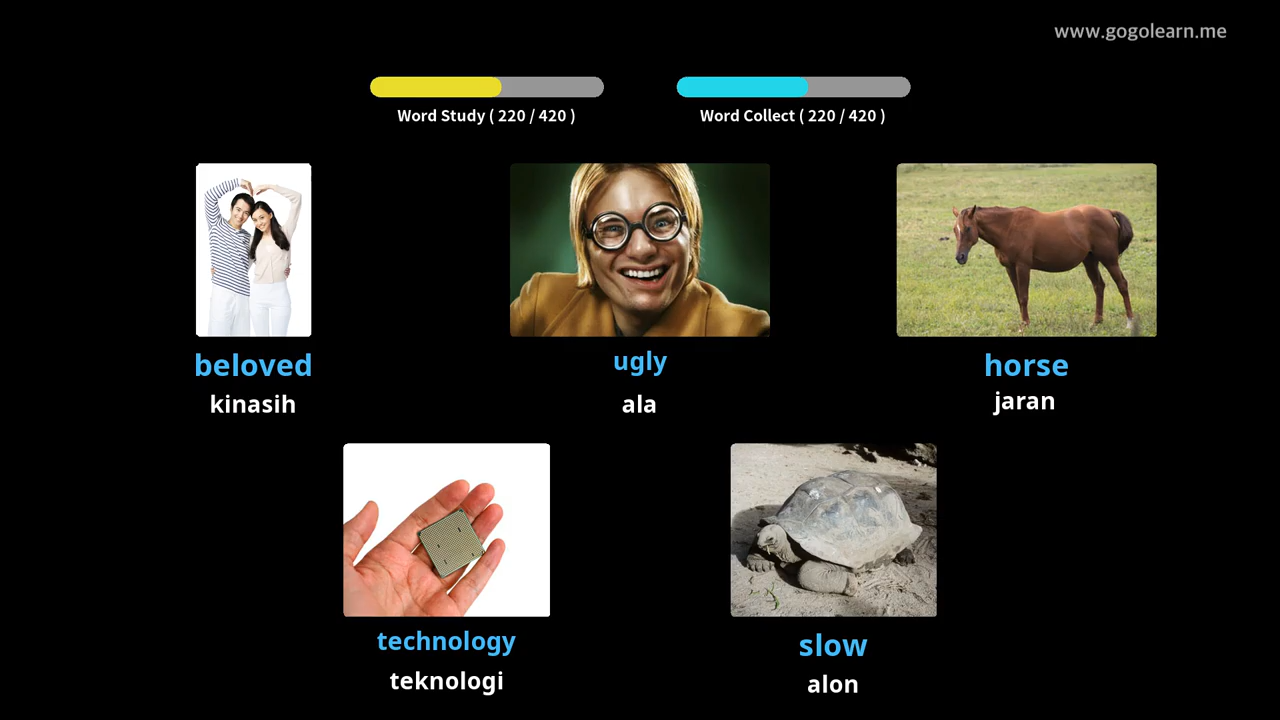 www.gogolearn.me
Word Study ( 220 / 420 )
Word Collect ( 220 / 420 )
beloved
kinasih
ugly
ala
horse
jaran
technology
teknologi
slow
alon